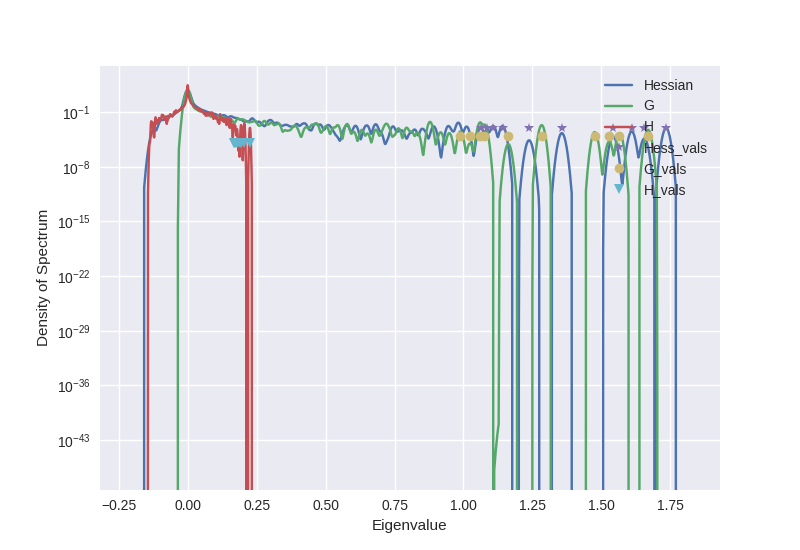 Hessian
G
H
Hess_vals
G_vals
H_vals
10⁻¹
10⁻⁸
10⁻¹⁵
10⁻²²
10⁻²⁹
10⁻³⁶
10⁻⁴³
Density of Spectrum
−0.25 0.00 0.25 0.50 0.75 1.00 1.25 1.50 1.75
Eigenvalue